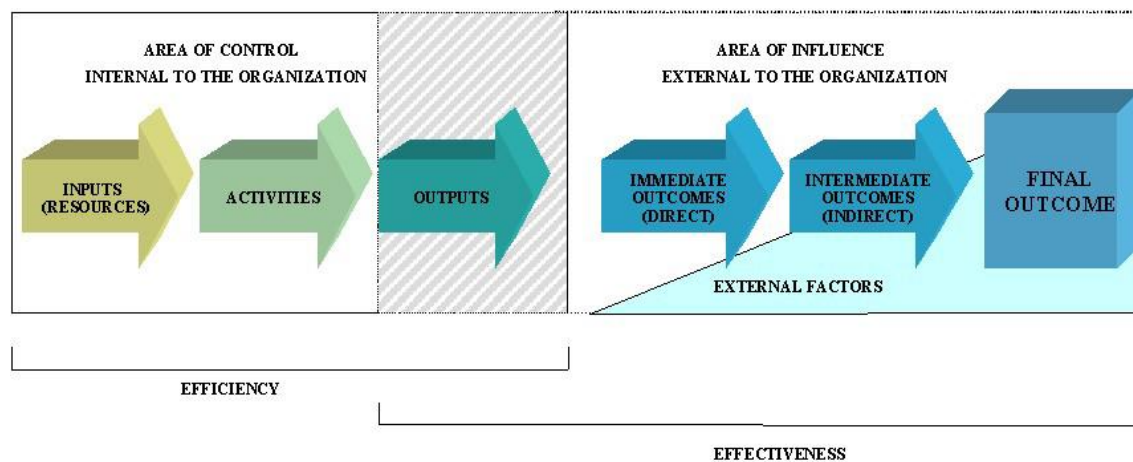 AREA OF CONTROL
INTERNAL TO THE ORGANIZATION
AREA OF INFLUENCE
EXTERNAL TO THE ORGANIZATION
INPUTS
(RESOURCES)
ACTIVITIES
OUTPUTS
IMMEDIATE
OUTCOMES
(DIRECT)
INTERMEDIATE
OUTCOMES
(INDIRECT)
FINAL
OUTCOME
EXTERNAL FACTORS
EFFICIENCY
EFFECTIVENESS